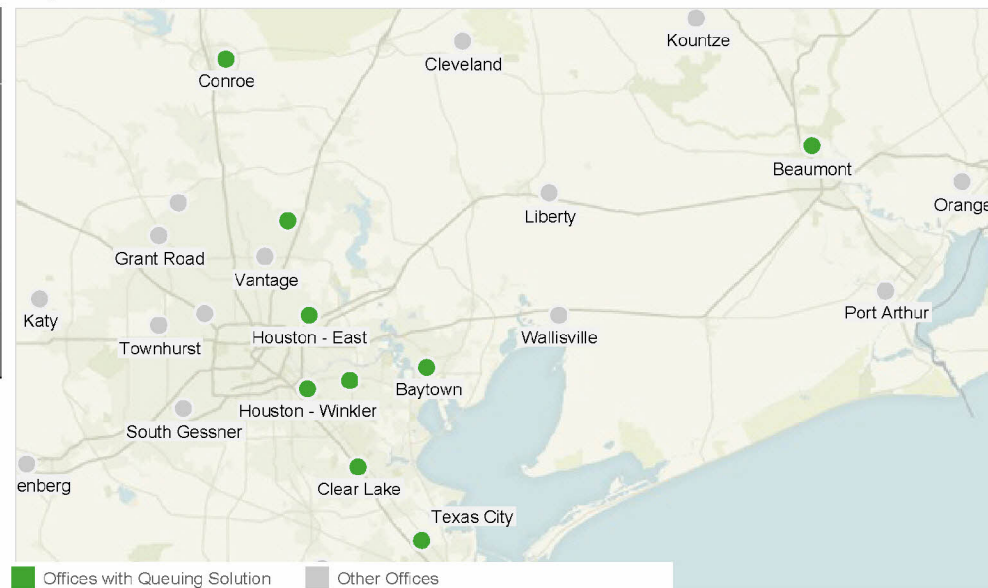 Kountze
Cleveland
Conroe
Beaumont
Liberty
Orange
Grant Road
Vantage
Katy
Port Arthur
Houston - East
Wallisville
Townhurst
Baytown
Houston - Winkler
South Gessner
enberg
Clear Lake
Texas City
Offices with Queuing Solution
Other Offices